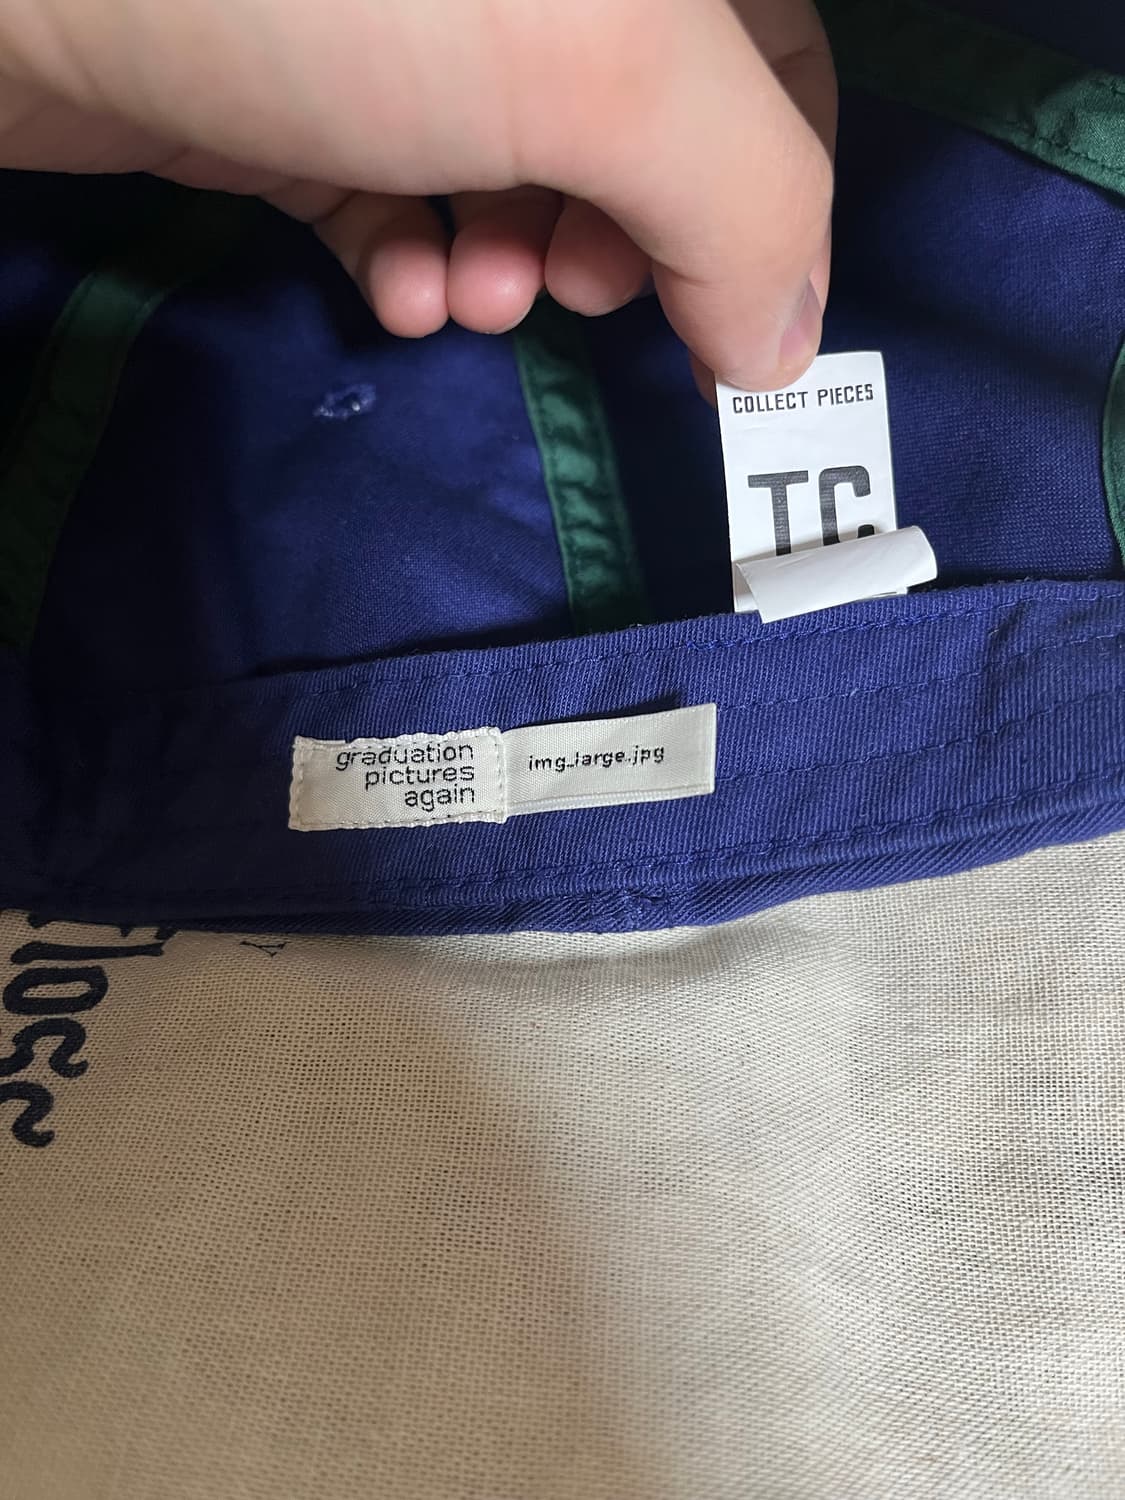 COLLECT PIECES
TC
graduation
pictures
again
img_large.jpg